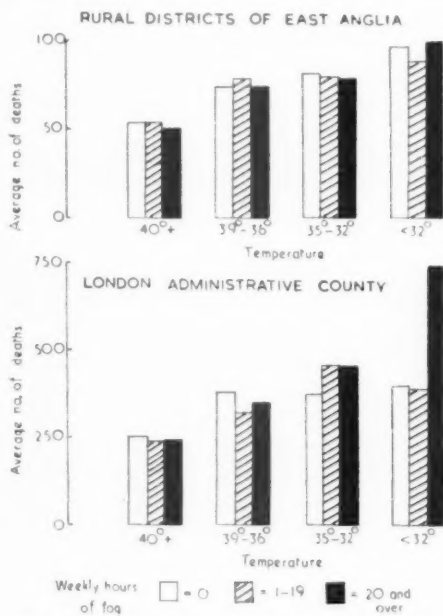 RURAL DISTRICTS OF EAST ANGLIA
Average no. of deaths
100
50
0
40°+ 39°-36° 35°-32° <32°
Temperature
LONDON ADMINISTRATIVE COUNTY
Average no. of deaths
750
500
250
0
40°+ 39°-36° 35°-32° <32°
Temperature
Weekly hours of fog = 0 = 1-19 = 20 and over